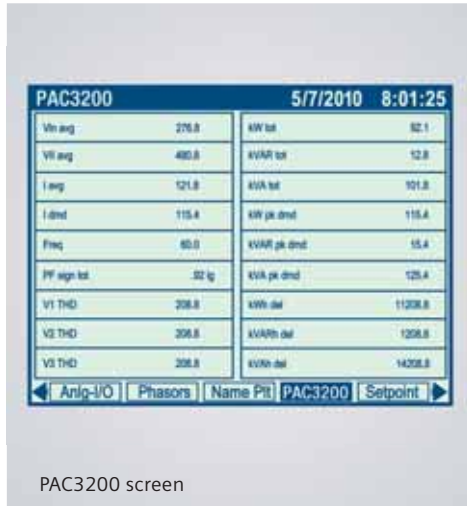 PAC3200 5/7/2010 8:01:25
Vln avg 276.8 kW tot 92.1
Vll avg 480.8 kVAR tot 12.8
I avg 121.8 kVA tot 101.8
I dmd 115.4 kW pk dmd 115.4
Freq 60.0 kVAR pk dmd 15.4
PF sign tot .92 lg kVA pk dmd 125.4
V1 THD 208.8 kWh del 11208.8
V2 THD 208.8 kVARh del 1208.8
V3 THD 208.8 kVAh del 14208.8
Anlg-I/O Phasors Name Plt PAC3200 Setpoint
PAC3200 screen